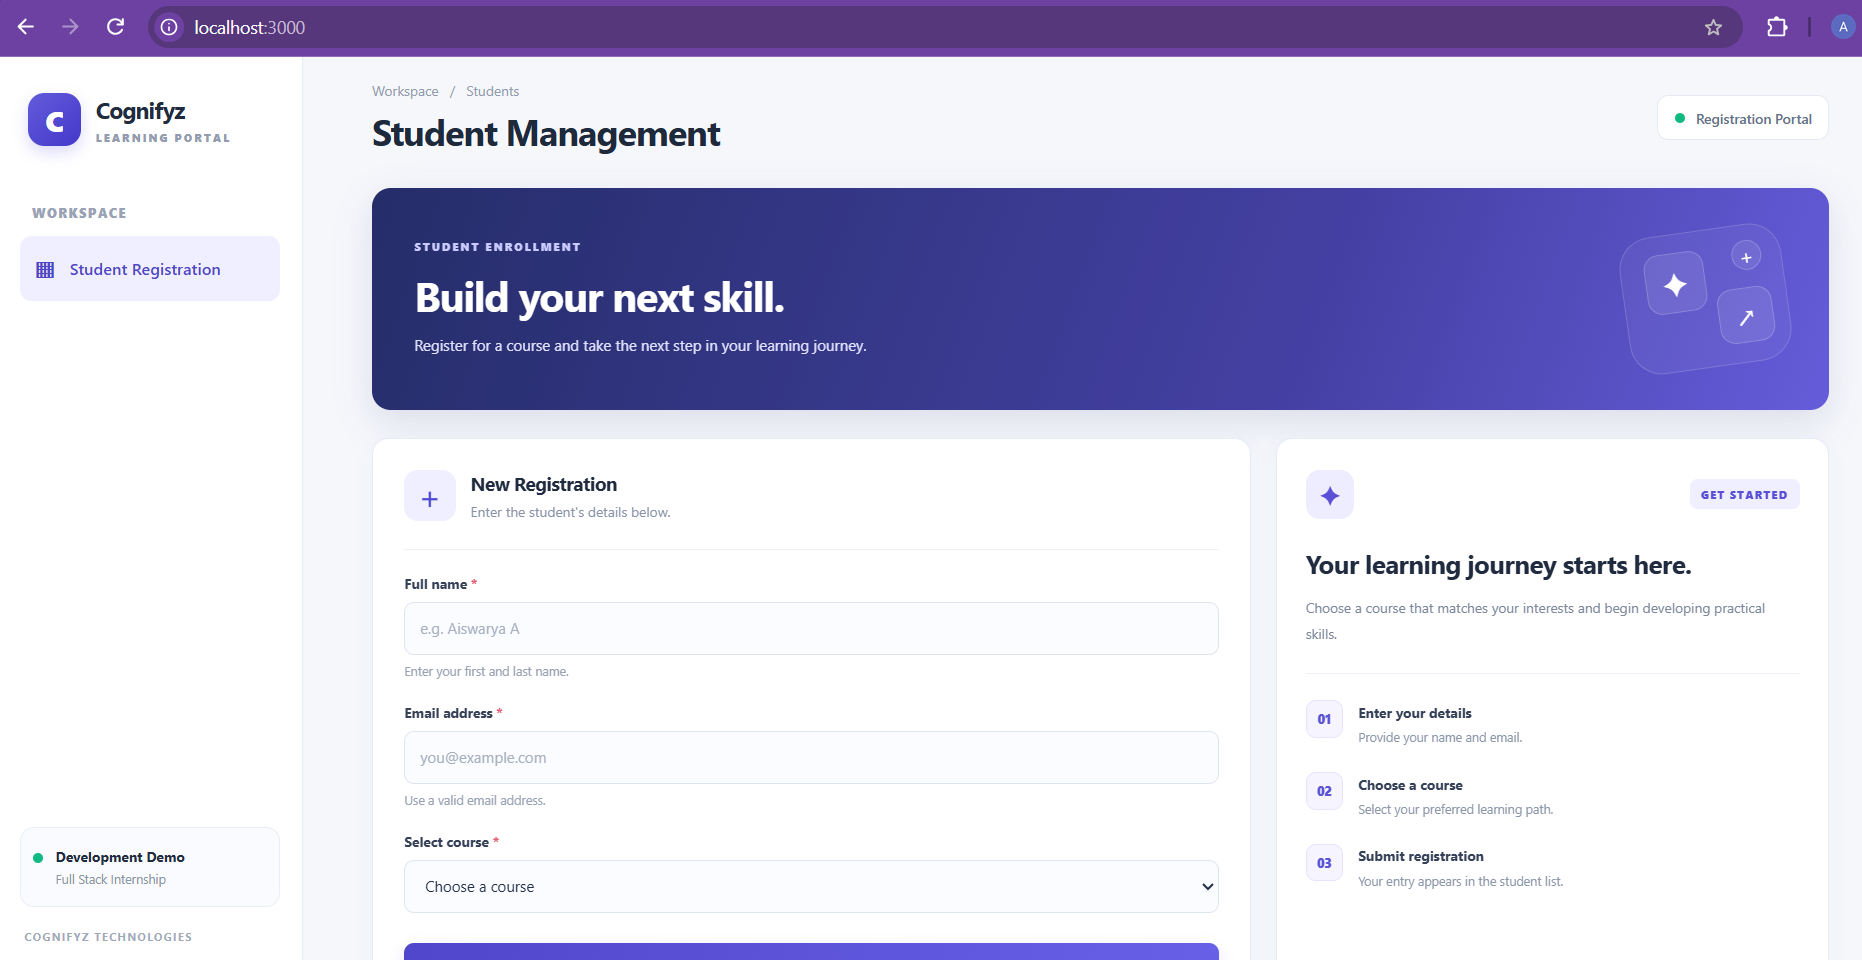 localhost:3000
A
C
Cognifyz
LEARNING PORTAL
WORKSPACE
Student Registration
Development Demo
Full Stack Internship
COGNIFYZ TECHNOLOGIES
Workspace / Students
Student Management
Registration Portal
STUDENT ENROLLMENT
Build your next skill.
Register for a course and take the next step in your learning journey.
New Registration
Enter the student's details below.
Full name *
e.g. Aiswarya A
Enter your first and last name.
Email address *
you@example.com
Use a valid email address.
Select course *
Choose a course
GET STARTED
Your learning journey starts here.
Choose a course that matches your interests and begin developing practical
skills.
01
Enter your details
Provide your name and email.
02
Choose a course
Select your preferred learning path.
03
Submit registration
Your entry appears in the student list.